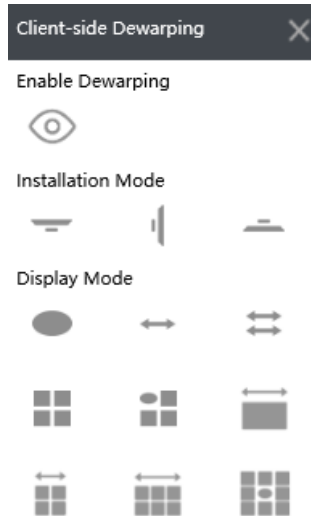 Client-side Dewarping
Enable Dewarping
Installation Mode
Display Mode